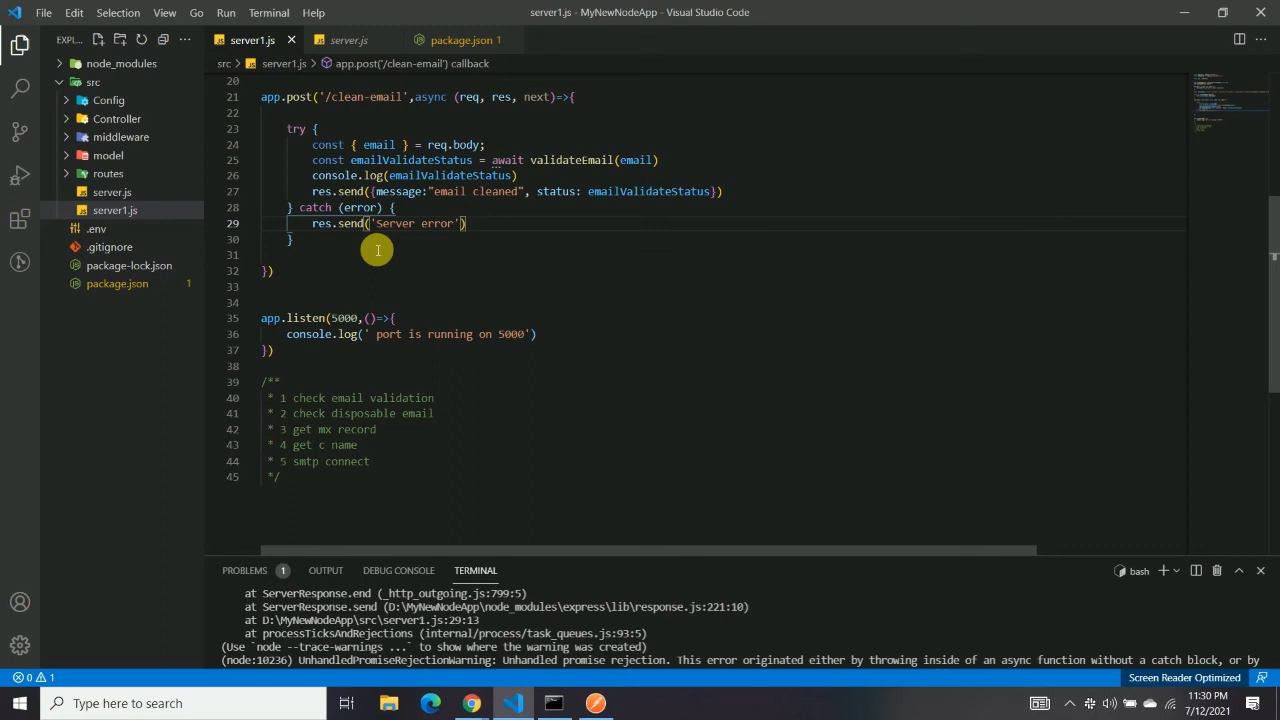 File Edit Selection View Go Run Terminal Help
server1.js - MyNewNodeApp - Visual Studio Code
EXPL...
server1.js
server.js
package.json 1
src > server1.js > app.post('/clean-email') callback
node_modules
src
Config
Controller
middleware
model
routes
server.js
server1.js
.env
.gitignore
package-lock.json
package.json 1
20
21 app.post('/clean-email',async (req, res, next)=>{
22
23 try {
24 const { email } = req.body;
25 const emailValidateStatus = await validateEmail(email)
26 console.log(emailValidateStatus)
27 res.send({message:"email cleaned", status: emailValidateStatus})
28 } catch (error) {
29 res.send('Server error')
30 }
31
32 })
33
34
35 app.listen(5000,()=>{
36 console.log(' port is running on 5000')
37 })
38
39 /**
40 * 1 check email validation
41 * 2 check disposable email
42 * 3 get mx record
43 * 4 get c name
44 * 5 smtp connect
45 */
PROBLEMS 1 OUTPUT DEBUG CONSOLE TERMINAL
bash
at ServerResponse.end (_http_outgoing.js:799:5)
at ServerResponse.send (D:\MyNewNodeApp\node_modules\express\lib\response.js:221:10)
at D:\MyNewNodeApp\src\server1.js:29:13
at processTicksAndRejections (internal/process/task_queues.js:93:5)
(Use `node --trace-warnings ...` to show where the warning was created)
(node:10236) UnhandledPromiseRejectionWarning: Unhandled promise rejection. This error originated either by throwing inside of an async function without a catch block, or by
0 1
Screen Reader Optimized
Type here to search
11:30 PM
7/12/2021